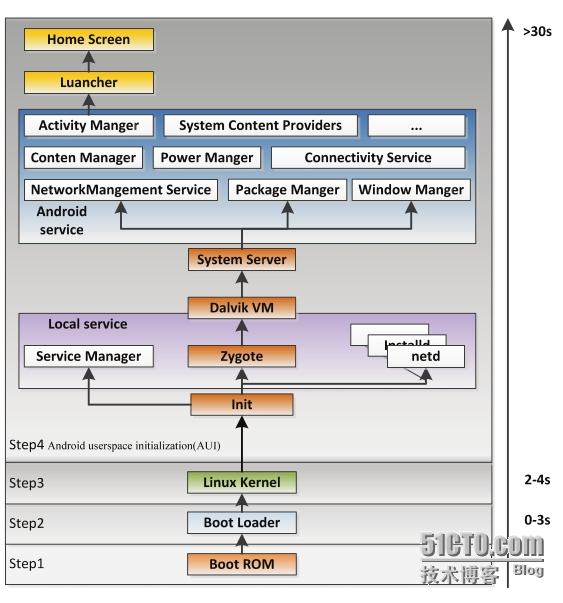 >30s
Home Screen
Luancher
Activity Manger
System Content Providers
...
Conten Manager
Power Manger
Connectivity Service
NetworkMangement Service
Package Manger
Window Manger
Android
service
System Server
Dalvik VM
Local service
Service Manager
Zygote
netd
Init
Step4 Android userspace initialization(AUI)
Step3
Linux Kernel
2-4s
Step2
Boot Loader
0-3s
Step1
Boot ROM
51CTO.com
技术博客 Blog